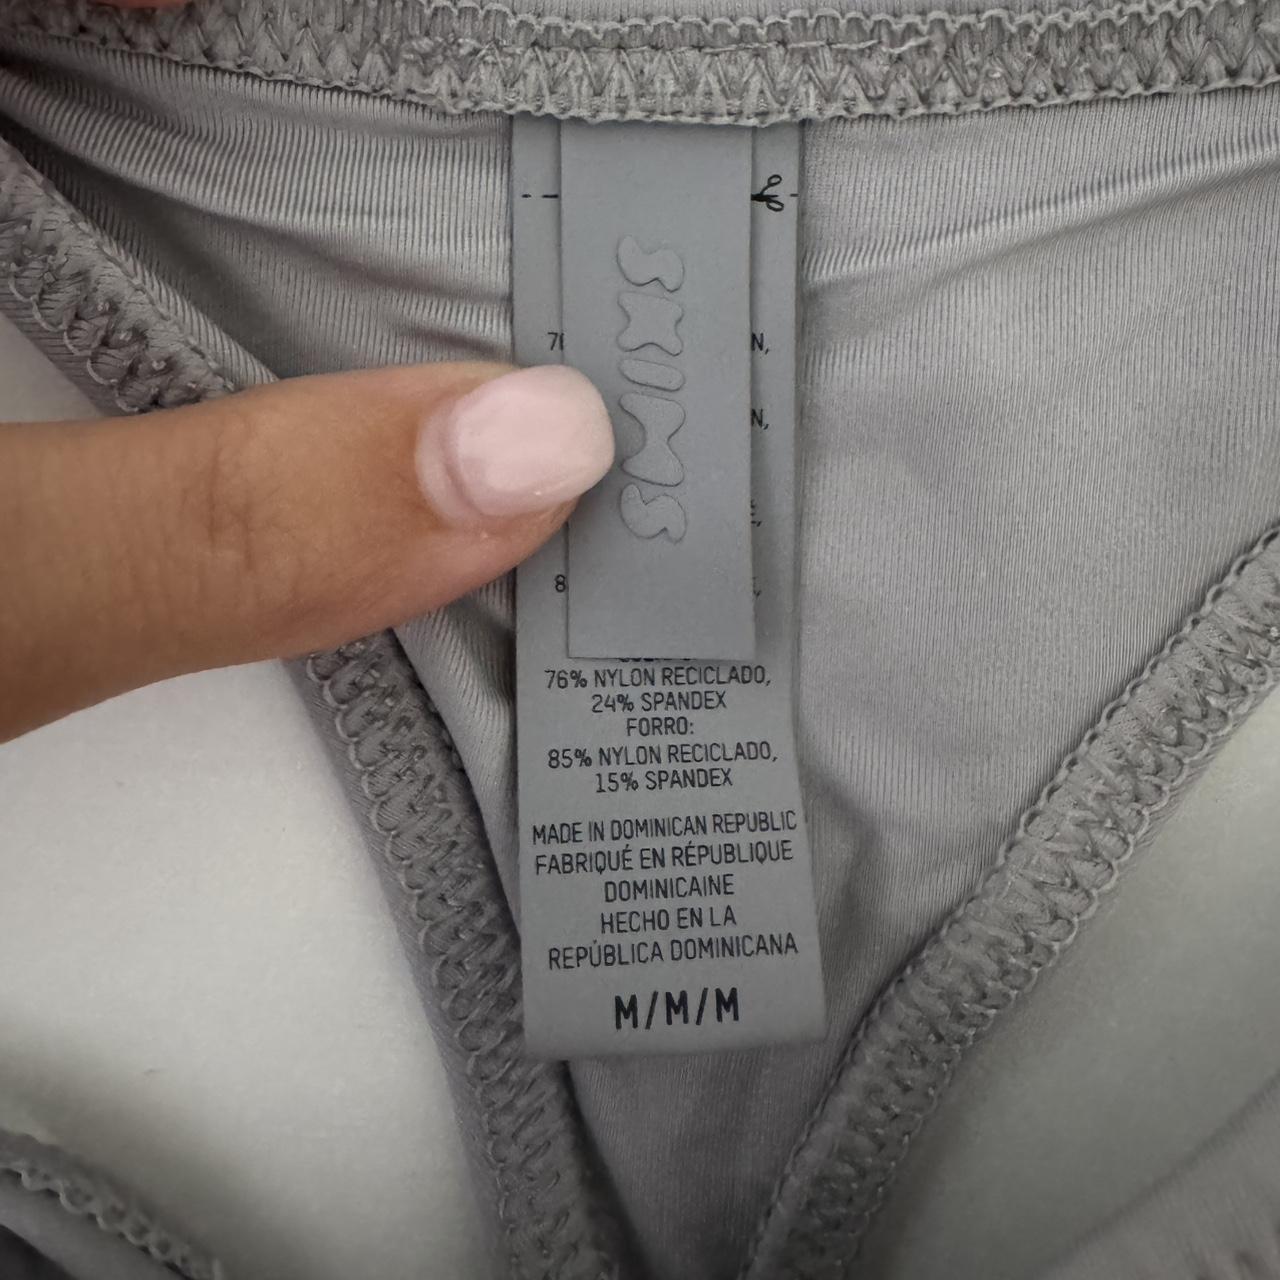 SKIMS
76% NYLON RECICLADO,
24% SPANDEX
FORRO:
85% NYLON RECICLADO,
15% SPANDEX
MADE IN DOMINICAN REPUBLIC
FABRIQUÉ EN RÉPUBLIQUE
DOMINICAINE
HECHO EN LA
REPÚBLICA DOMINICANA
M/M/M